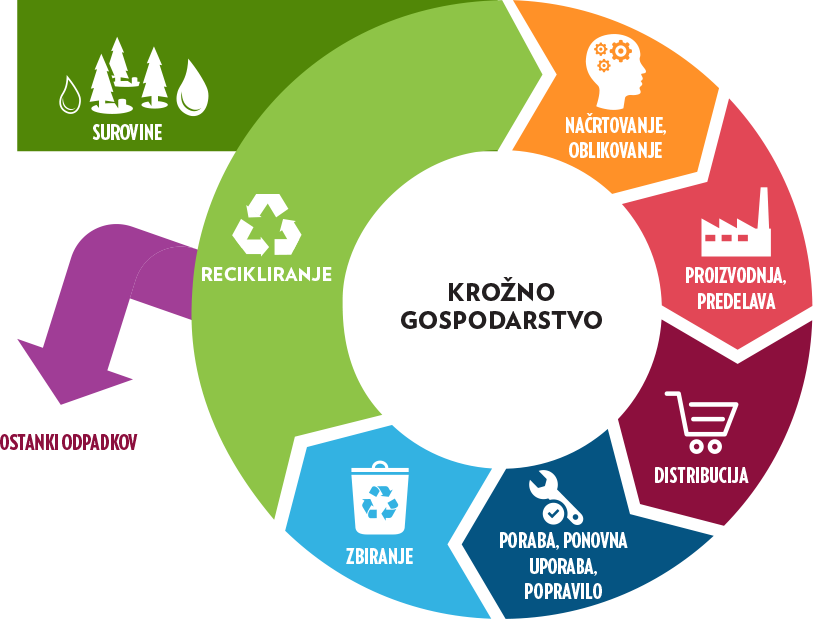 SUROVINE
NAČRTOVANJE,
OBLIKOVANJE
PROIZVODNJA,
PREDELAVA
DISTRIBUCIJA
PORABA, PONOVNA
UPORABA,
POPRAVILO
ZBIRANJE
RECIKLIRANJE
OSTANKI ODPADKOV
KROŽNO
GOSPODARSTVO